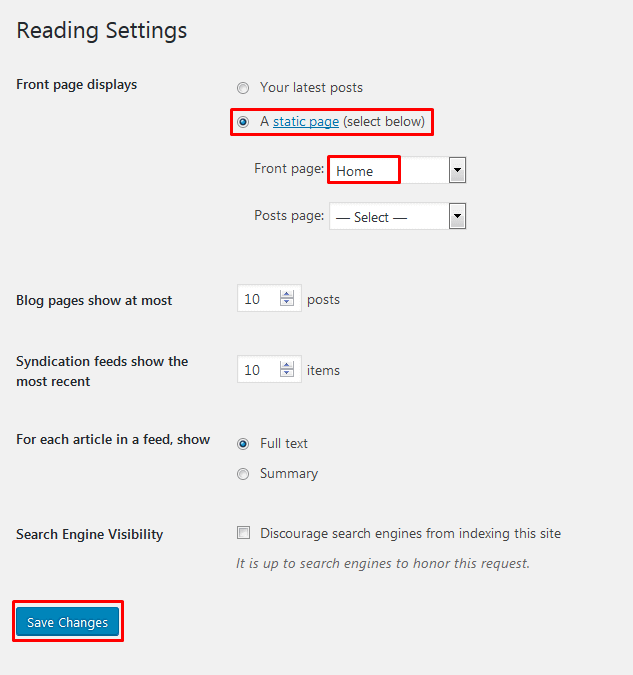 Reading Settings
Front page displays
Your latest posts
A static page (select below)
Front page: Home
Posts page: — Select —
Blog pages show at most 10 posts
Syndication feeds show the
most recent
10 items
For each article in a feed, show
Full text
Summary
Search Engine Visibility
Discourage search engines from indexing this site
It is up to search engines to honor this request.
Save Changes